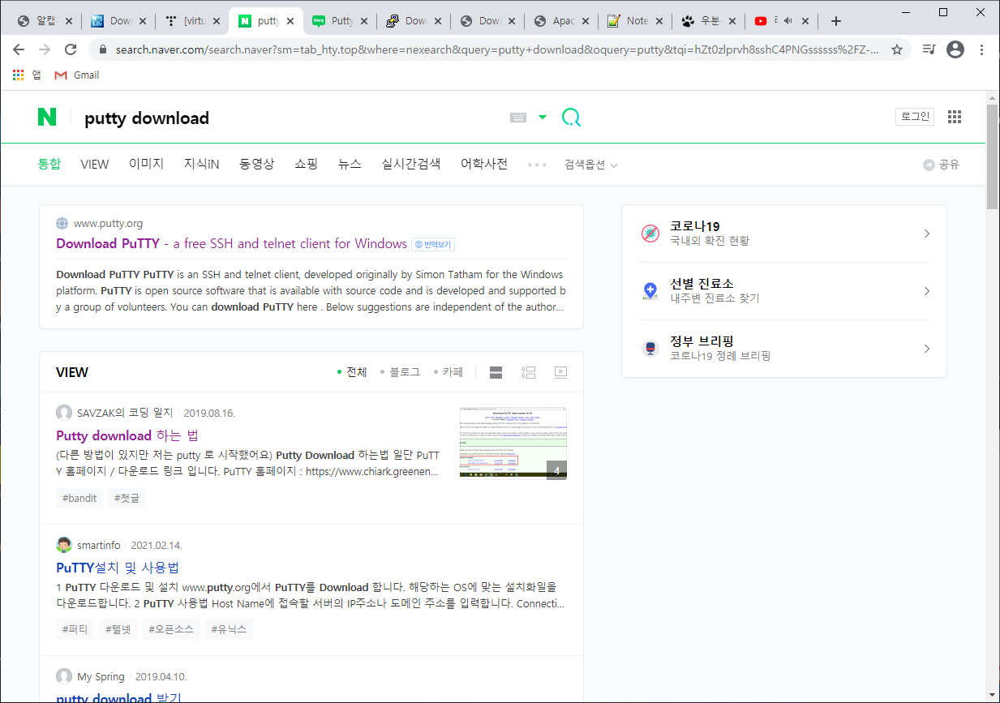 알캡
Down
[virtu
putty
Putty
Down
Down
Apac
Note
우분
search.naver.com/search.naver?sm=tab_hty.top&where=nexearch&query=putty+download&oquery=putty&tqi=hZt0zlprvh8sshC4PNGssssss%2FZ-...
앱 Gmail
N putty download
로그인
통합 VIEW 이미지 지식iN 동영상 쇼핑 뉴스 실시간검색 어학사전 검색옵션 공유
www.putty.org
Download PuTTY - a free SSH and telnet client for Windows 번역보기
Download PuTTY PuTTY is an SSH and telnet client, developed originally by Simon Tatham for the Windows
platform. PuTTY is open source software that is available with source code and is developed and supported b
y a group of volunteers. You can download PuTTY here . Below suggestions are independent of the author...
코로나19
국내외 확진 현황
선별 진료소
내주변 진료소 찾기
정부 브리핑
코로나19 정례 브리핑
VIEW 전체 블로그 카페
SAVZAK의 코딩 일지 2019.08.16.
Putty download 하는 법
(다른 방법이 있지만 저는 putty 로 시작했어요) Putty Download 하는법 일단 PuTT
Y 홈페이지 / 다운로드 링크 입니다. PuTTY 홈페이지 : https://www.chiark.greenen...
4
#bandit #첫글
smartinfo 2021.02.14.
PuTTY설치 및 사용법
1 PuTTY 다운로드 및 설치 www.putty.org에서 PuTTY를 Download 합니다. 해당하는 OS에 맞는 설치화일을
다운로드합니다. 2 PuTTY 사용법 Host Name에 접속할 서버의 IP주소나 도메인 주소를 입력합니다. Connecti...
#퍼티 #텔넷 #오픈소스 #유닉스
My Spring 2019.04.10.
putty download 받기